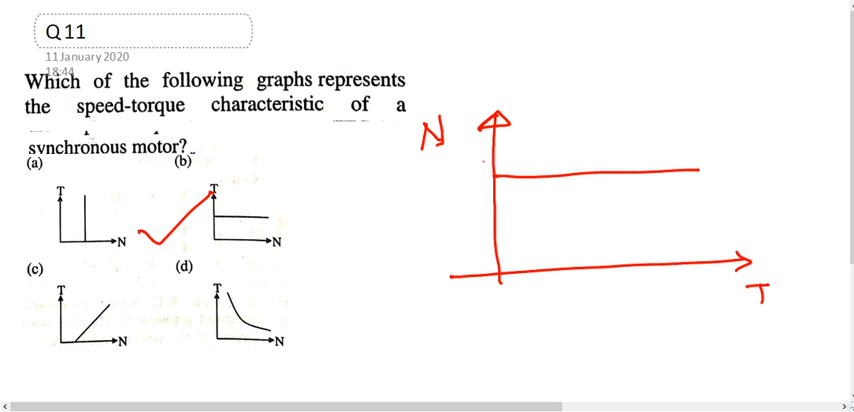 Q11
11 January 2020
18:44
Which of the following graphs represents
the speed-torque characteristic of a
synchronous motor?
(a) (b)
T T
N N
(c) (d)
T T
N N
N
T